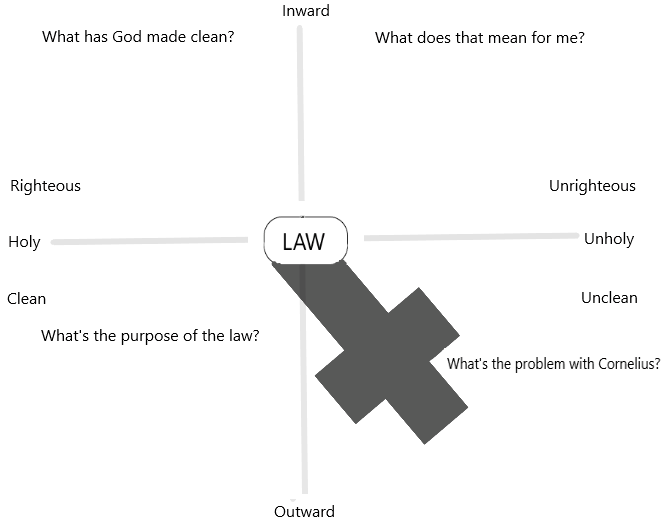 Inward
What has God made clean?
What does that mean for me?
Righteous
Unrighteous
Holy
LAW
Unholy
Clean
Unclean
What's the purpose of the law?
What's the problem with Cornelius?
Outward